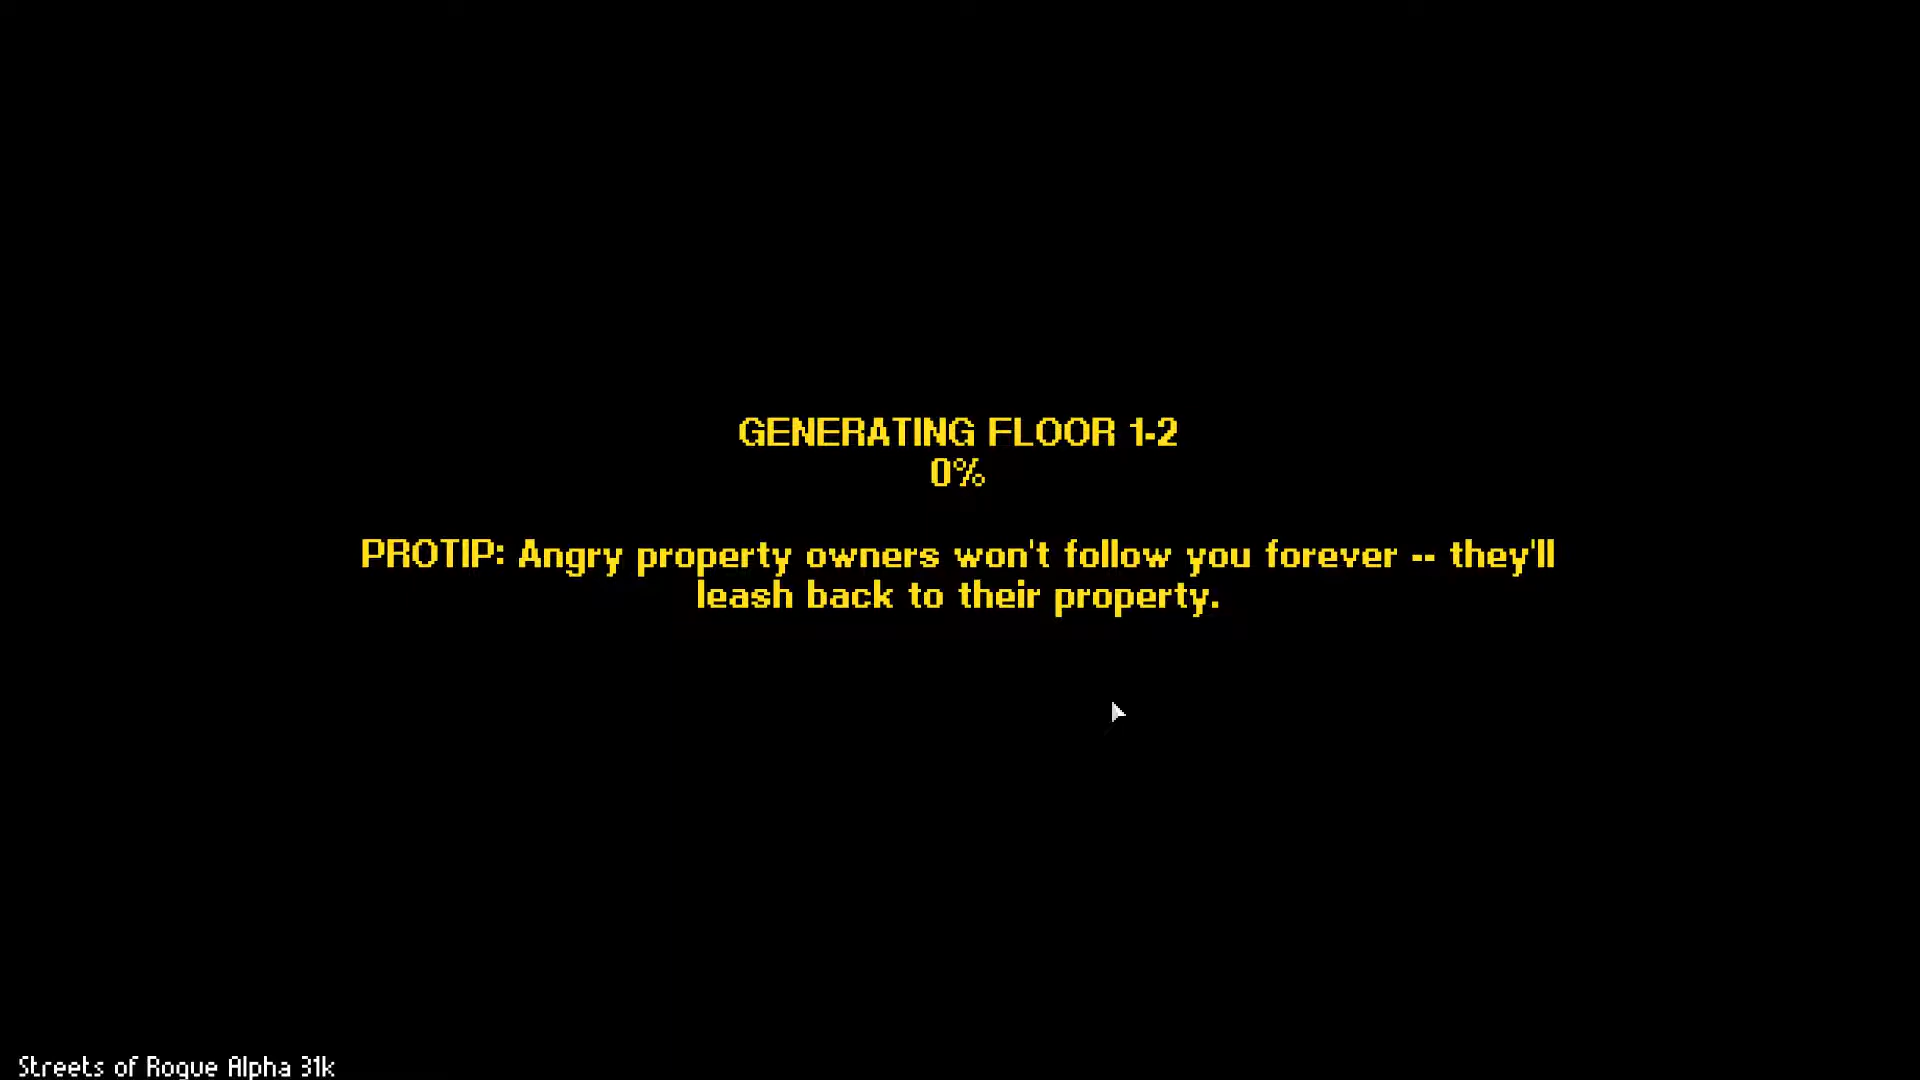 GENERATING FLOOR 1-2
0%
PROTIP: Angry property owners won't follow you forever -- they'll
leash back to their property.
Streets of Rogue Alpha 31k